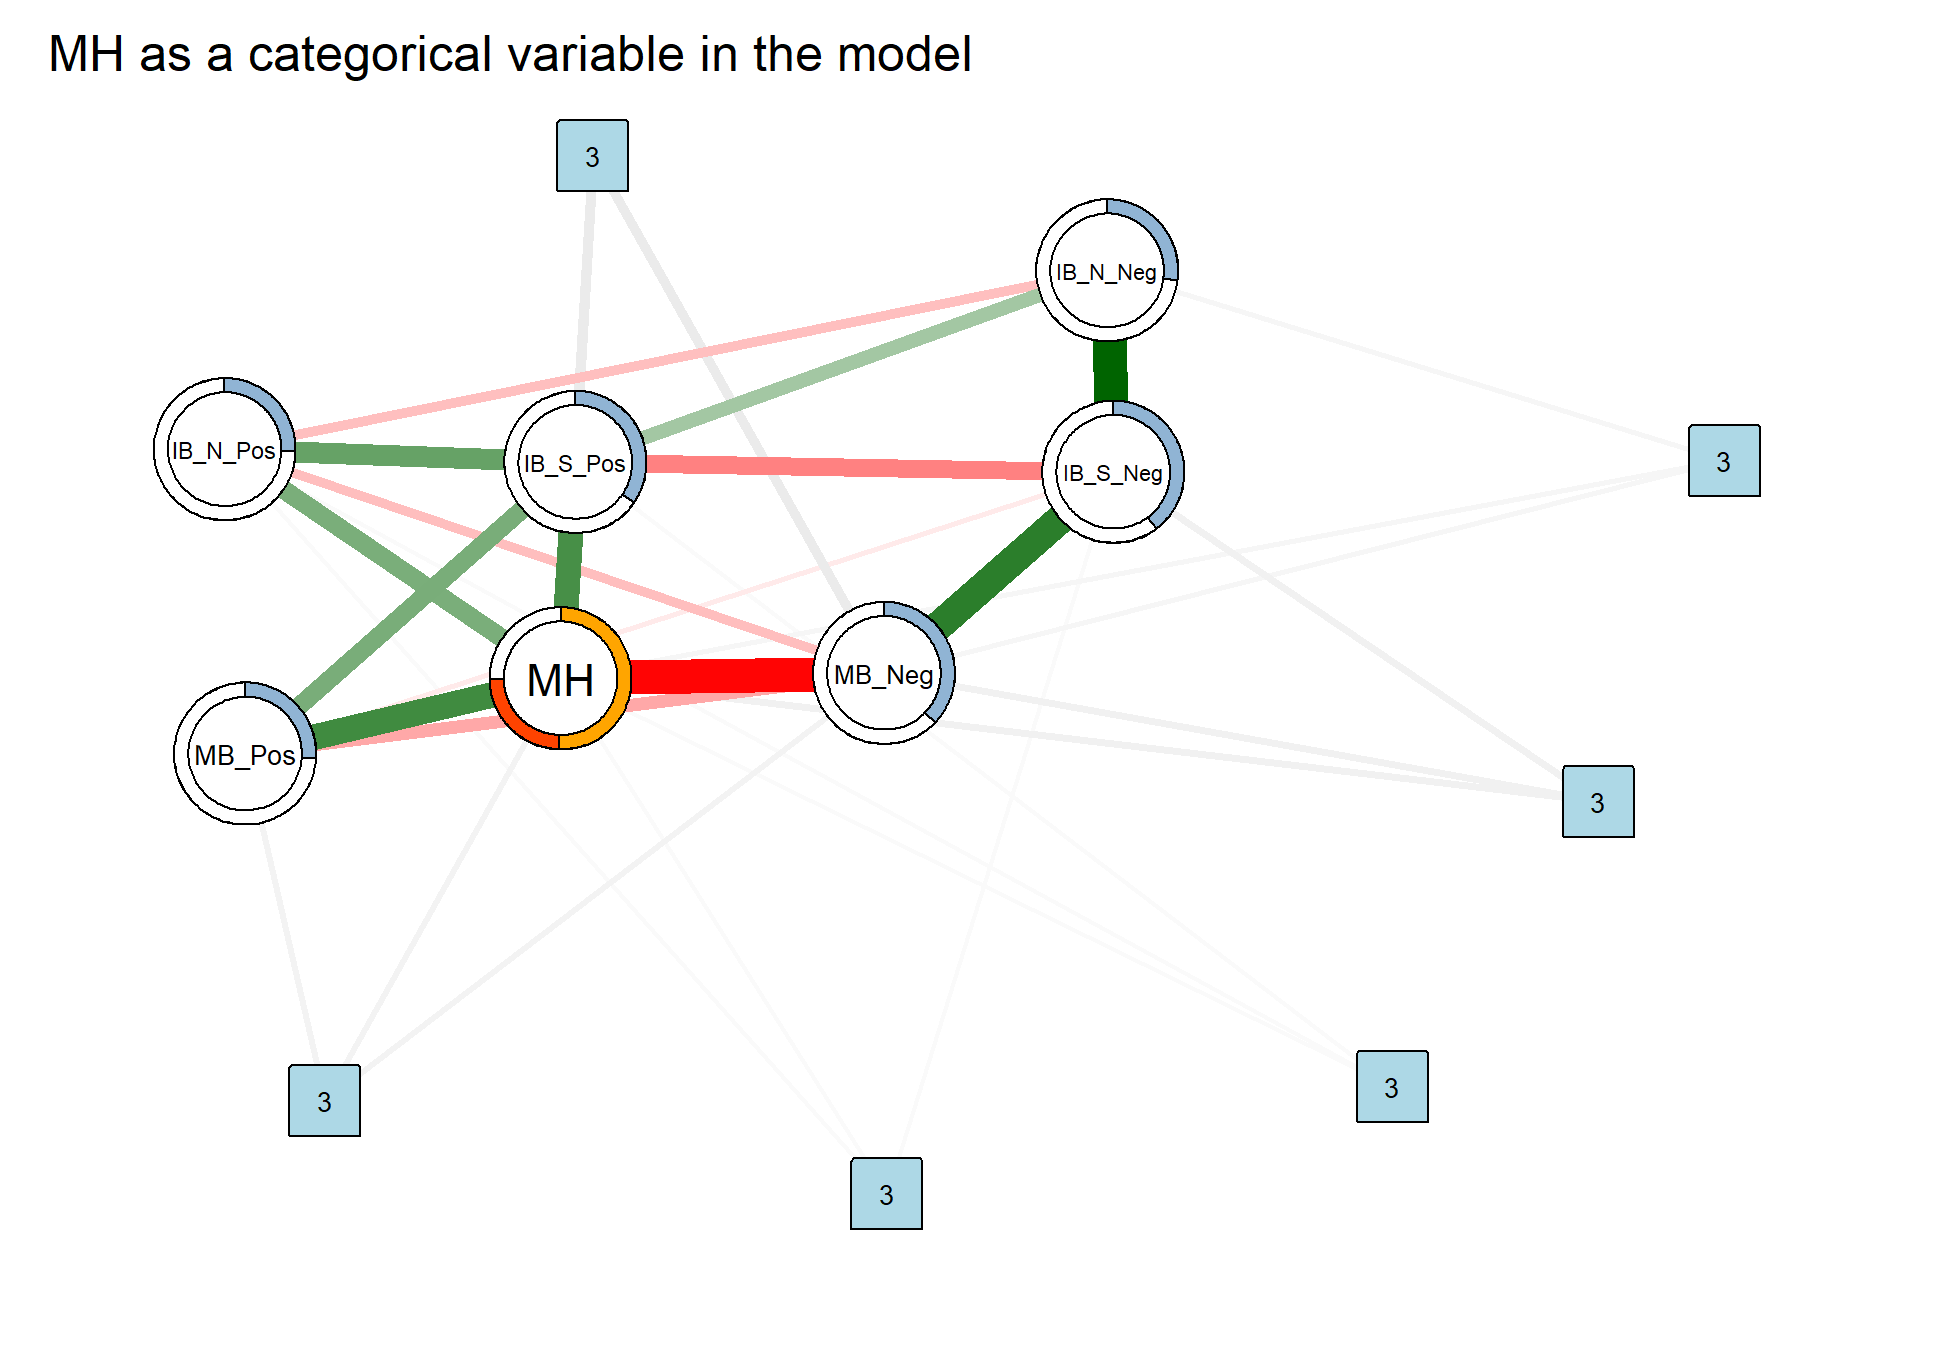 MH as a categorical variable in the model
3
IB_N_Neg
IB_N_Pos
IB_S_Pos
IB_S_Neg
3
MH
MB_Neg
MB_Pos
3
3
3
3